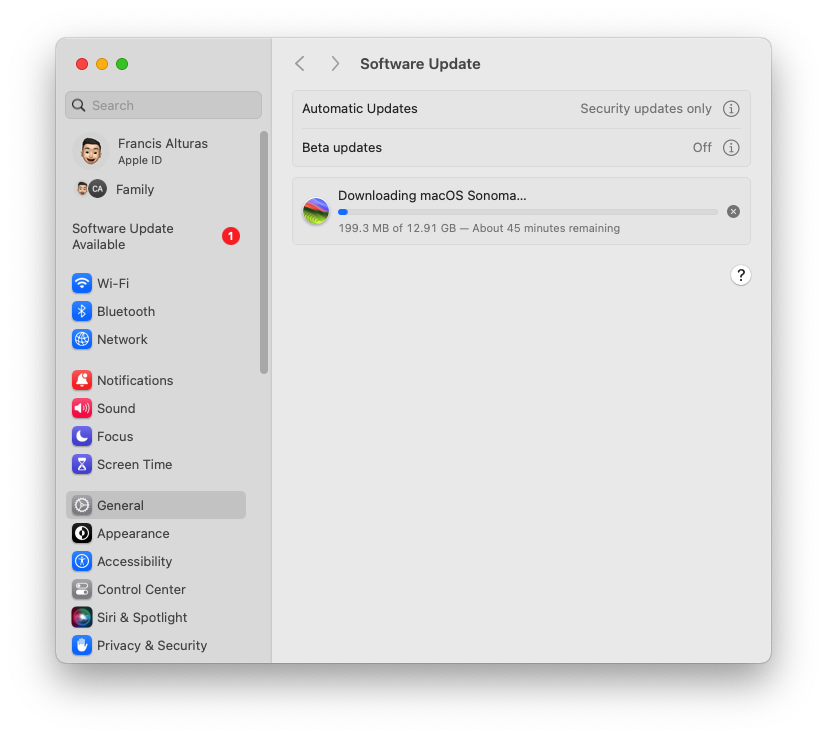 Search
Francis Alturas
Apple ID
CA
Family
Software Update
Available
1
Wi-Fi
Bluetooth
Network
Notifications
Sound
Focus
Screen Time
General
Appearance
Accessibility
Control Center
Siri & Spotlight
Privacy & Security
Software Update
Automatic Updates Security updates only
Beta updates Off
Downloading macOS Sonoma...
199.3 MB of 12.91 GB — About 45 minutes remaining
?